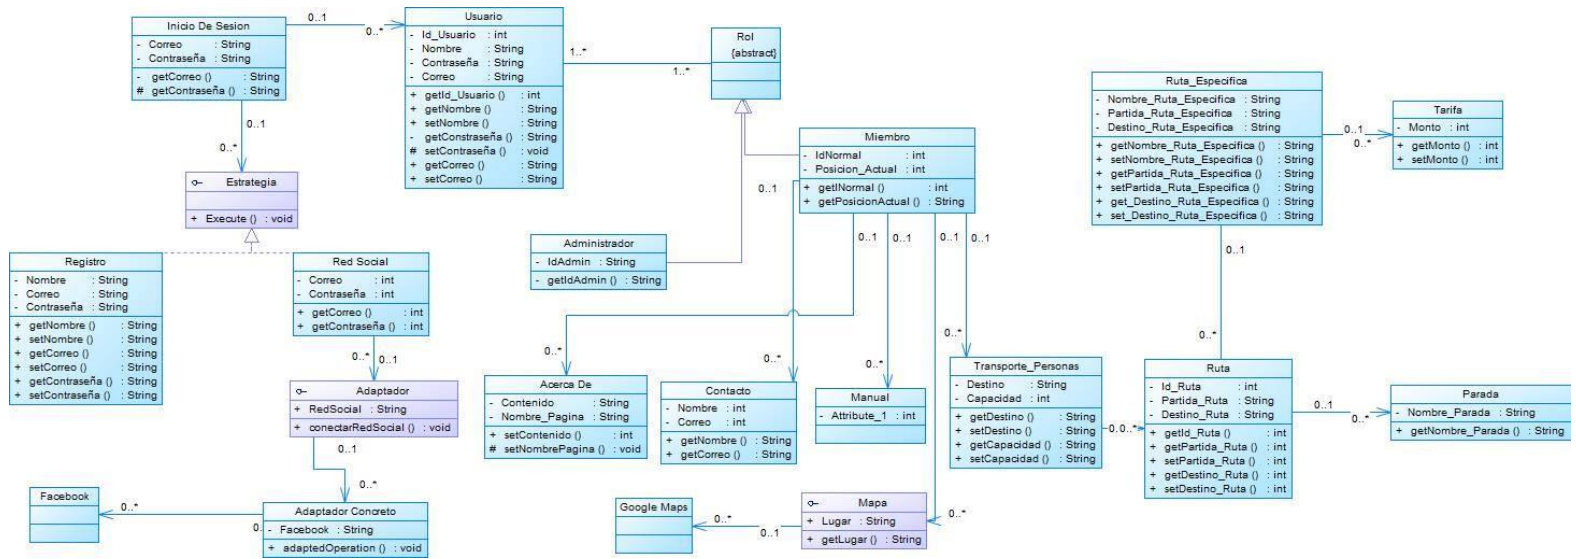 Inicio De Sesion
- Correo : String
- Contraseña : String
- getCorreo () : String
# getContraseña () : String
0..1
0..*
Usuario
- Id_Usuario : int
- Nombre : String
- Contraseña : String
- Correo : String
+ getId_Usuario () : int
+ getNombre () : String
+ setNombre () : String
- getConstraseña () : String
# setContraseña () : void
+ getCorreo () : String
+ setCorreo () : String
1..*
1..*
Rol
{abstract}
0..1
0..*
Estrategia
+ Execute () : void
Registro
- Nombre : String
- Correo : String
- Contraseña : String
+ getNombre () : String
+ setNombre () : String
+ getCorreo () : String
+ setCorreo () : String
+ getContraseña () : String
+ setContraseña () : String
Red Social
- Correo : int
- Contraseña : int
+ getCorreo () : int
+ getContraseña () : int
0..*
0..1
Adaptador
+ RedSocial : String
+ conectarRedSocial () : void
0..1
0..*
Facebook
0..*
0..
Adaptador Concreto
- Facebook : String
+ adaptedOperation () : void
Administrador
- IdAdmin : String
- getIdAdmin () : String
Miembro
- IdNormal : int
- Posicion_Actual : int
+ getINormal () : int
+ getPosicionActual () : String
0..1
0..1
0..1
0..1
0..1
0..*
Acerca De
- Contenido : String
- Nombre_Pagina : String
+ setContenido () : int
# setNombrePagina () : void
0..*
Contacto
- Nombre : int
- Correo : int
+ getNombre () : String
+ getCorreo () : String
0..*
Manual
- Attribute_1 : int
0..*
Google Maps
0..*
0..1
Mapa
+ Lugar : String
+ getLugar () : String
0..*
Transporte_Personas
- Destino : String
- Capacidad : int
+ getDestino () : String
+ setDestino () : String
+ getCapacidad () : String
+ setCapacidad () : String
0.0..*
Ruta_Especifica
- Nombre_Ruta_Especifica : String
- Partida_Ruta_Especifica : String
- Destino_Ruta_Especifica : String
+ getNombre_Ruta_Especifica () : String
+ setNombre_Ruta_Especifica () : String
+ getPartida_Ruta_Especifica () : String
+ setPartida_Ruta_Especifica () : String
+ get_Destino_Ruta_Especifica () : String
+ set_Destino_Ruta_Especifica () : String
0..1
0..*
Tarifa
- Monto : int
+ getMonto () : int
+ setMonto () : int
0..1
0..*
Ruta
- Id_Ruta : int
- Partida_Ruta : String
- Destino_Ruta : String
+ getId_Ruta () : int
+ getPartida_Ruta () : int
+ setPartida_Ruta () : int
+ getDestino_Ruta () : int
+ setDestino_Ruta () : int
0..1
0..*
Parada
- Nombre_Parada : String
+ getNombre_Parada () : String